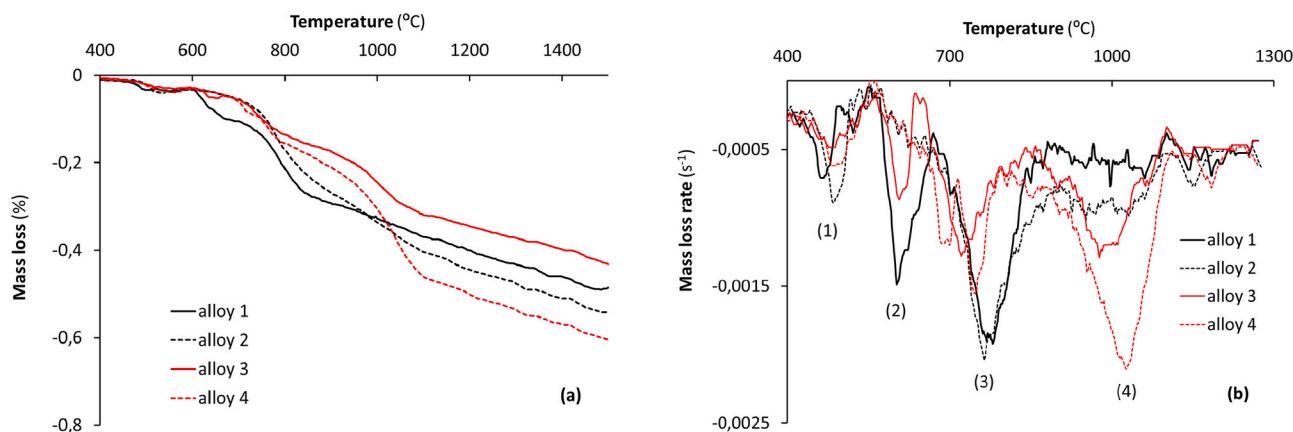 Temperature (°C)
400 600 800 1000 1200 1400
0
-0,2
-0,4
-0,6
-0,8
Mass loss (%)
alloy 1
alloy 2
alloy 3
alloy 4
(a)
Temperature (°C)
400 700 1000 1300
-0,0005
-0,0015
-0,0025
Mass loss rate (s⁻¹)
(1)
(2)
(3)
(4)
alloy 1
alloy 2
alloy 3
alloy 4
(b)